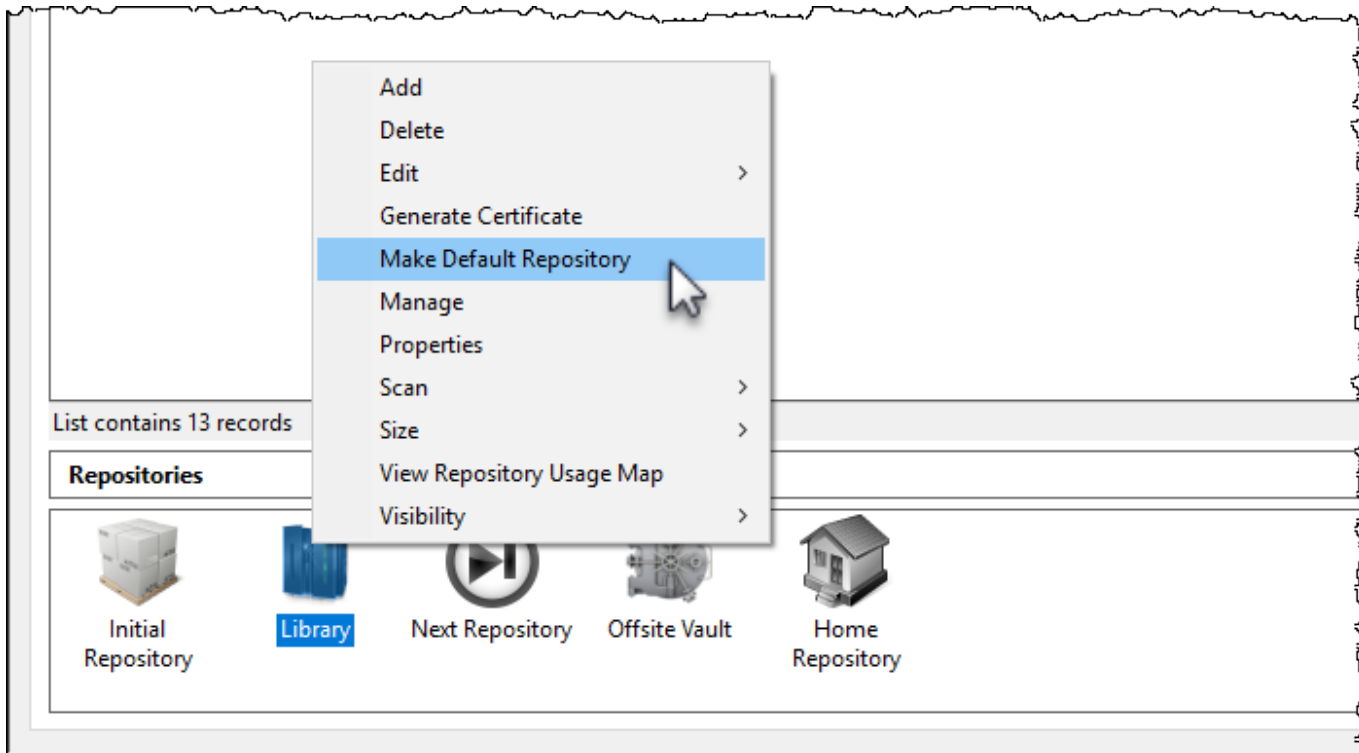 Add
Delete
Edit
Generate Certificate
Make Default Repository
Manage
Properties
Scan
Size
View Repository Usage Map
Visibility
List contains 13 records
Repositories
Initial
Repository
Library
Next Repository
Offsite Vault
Home
Repository